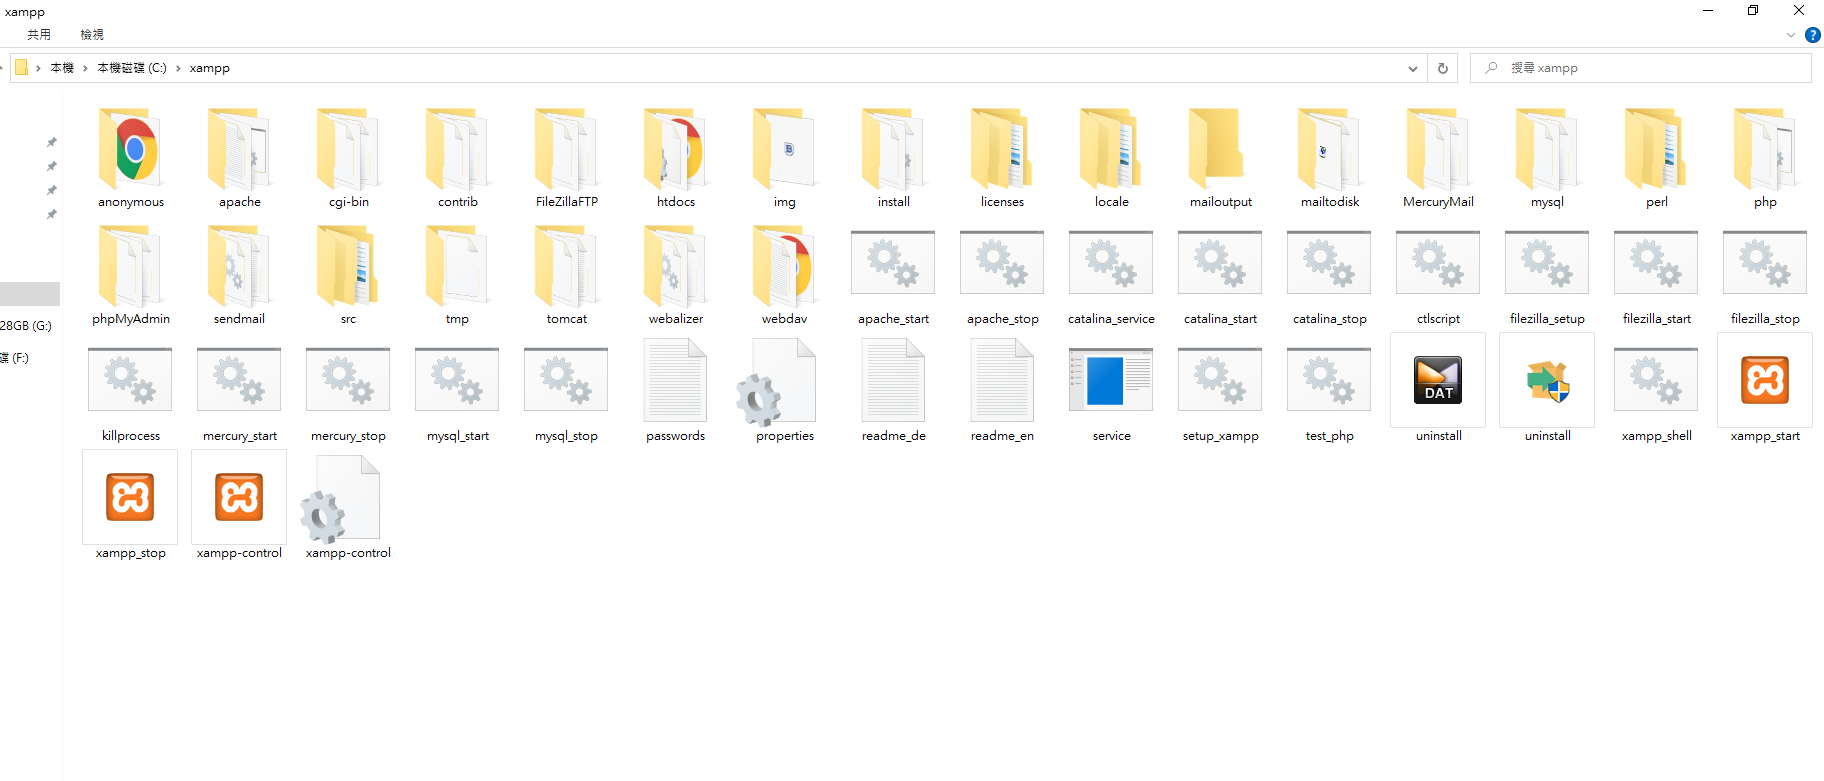 xampp
共用 檢視
本機 本機磁碟 (C:) xampp
搜尋 xampp
anonymous apache cgi-bin contrib FileZillaFTP htdocs img install licenses locale mailoutput mailtodisk MercuryMail mysql perl php
phpMyAdmin sendmail src tmp tomcat webalizer webdav apache_start apache_stop catalina_service catalina_start catalina_stop ctlscript filezilla_setup filezilla_start filezilla_stop
28GB (G:)
碟 (F:)
DAT
killprocess mercury_start mercury_stop mysql_start mysql_stop passwords properties readme_de readme_en service setup_xampp test_php uninstall uninstall xampp_shell xampp_start
xampp_stop xampp-control xampp-control